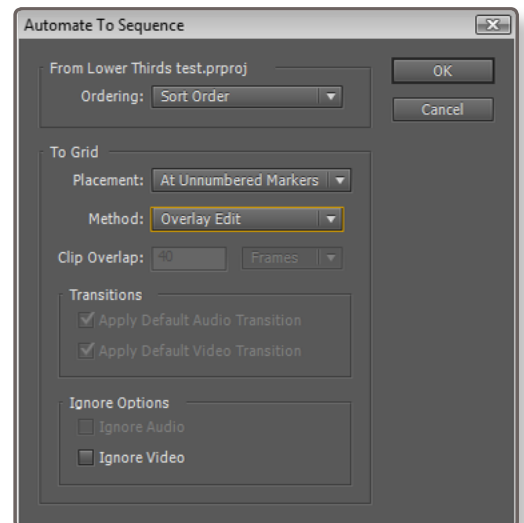 Automate To Sequence
From Lower Thirds test.prproj
OK
Ordering: Sort Order
Cancel
To Grid
Placement: At Unnumbered Markers
Method: Overlay Edit
Clip Overlap: 40 Frames
Transitions
Apply Default Audio Transition
Apply Default Video Transition
Ignore Options
Ignore Audio
Ignore Video